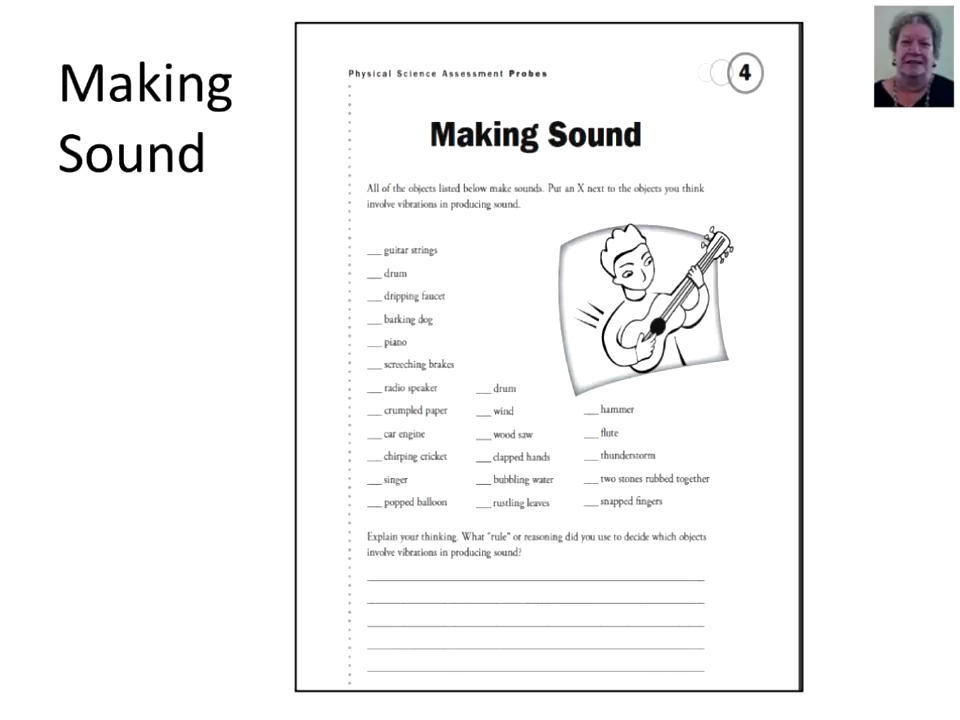 Making
Sound
Physical Science Assessment Probes
4
Making Sound
All of the objects listed below make sounds. Put an X next to the objects you think
involve vibrations in producing sound.
___ guitar strings
___ drum
___ dripping faucet
___ barking dog
___ piano
___ screeching brakes
___ radio speaker
___ crumpled paper
___ car engine
___ chirping cricket
___ singer
___ popped balloon
___ drum
___ wind
___ wood saw
___ clapped hands
___ bubbling water
___ rustling leaves
___ hammer
___ flute
___ thunderstorm
___ two stones rubbed together
___ snapped fingers
Explain your thinking. What "rule" or reasoning did you use to decide which objects
involve vibrations in producing sound?